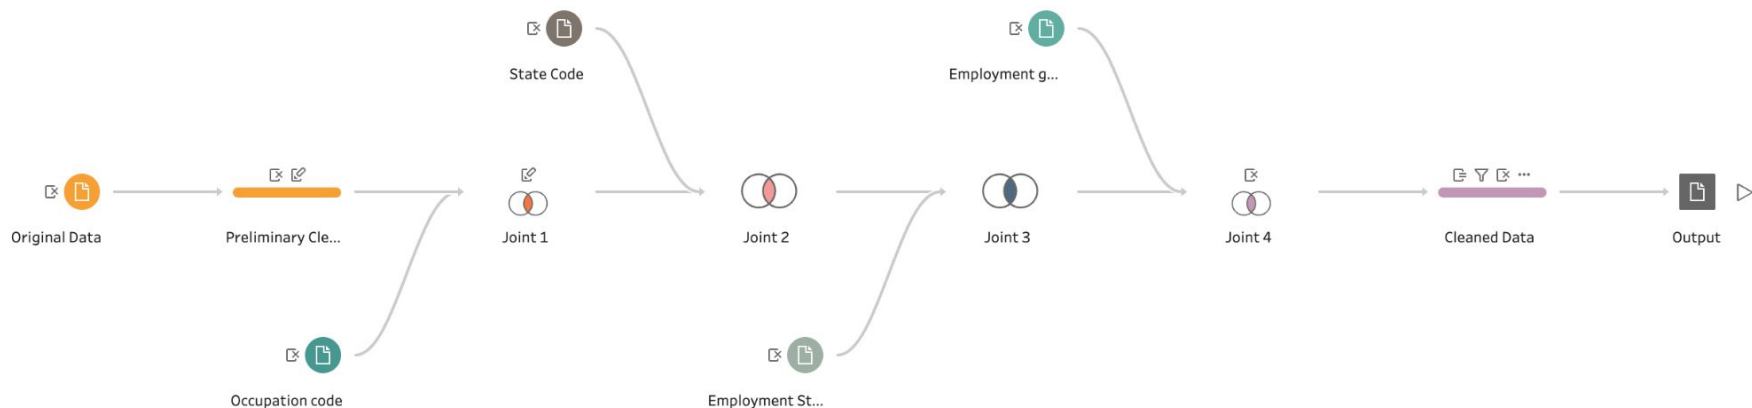 State Code
Employment g...
Original Data
Preliminary Cle...
Joint 1
Joint 2
Joint 3
Joint 4
Cleaned Data
Output
Occupation code
Employment St...